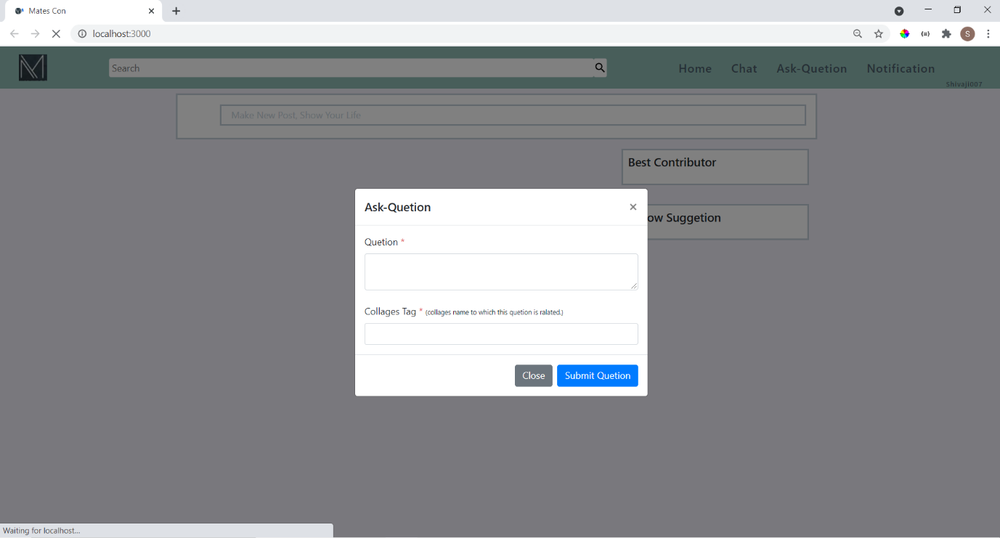 Mates Con
localhost:3000
S
Search
Home Chat Ask-Quetion Notification
Shivaji007
Make New Post, Show Your Life
Best Contributor
Ask-Quetion ×
ow Suggetion
Quetion *
Collages Tag * (collages name to which this quetion is ralated.)
Close Submit Quetion
Waiting for localhost...